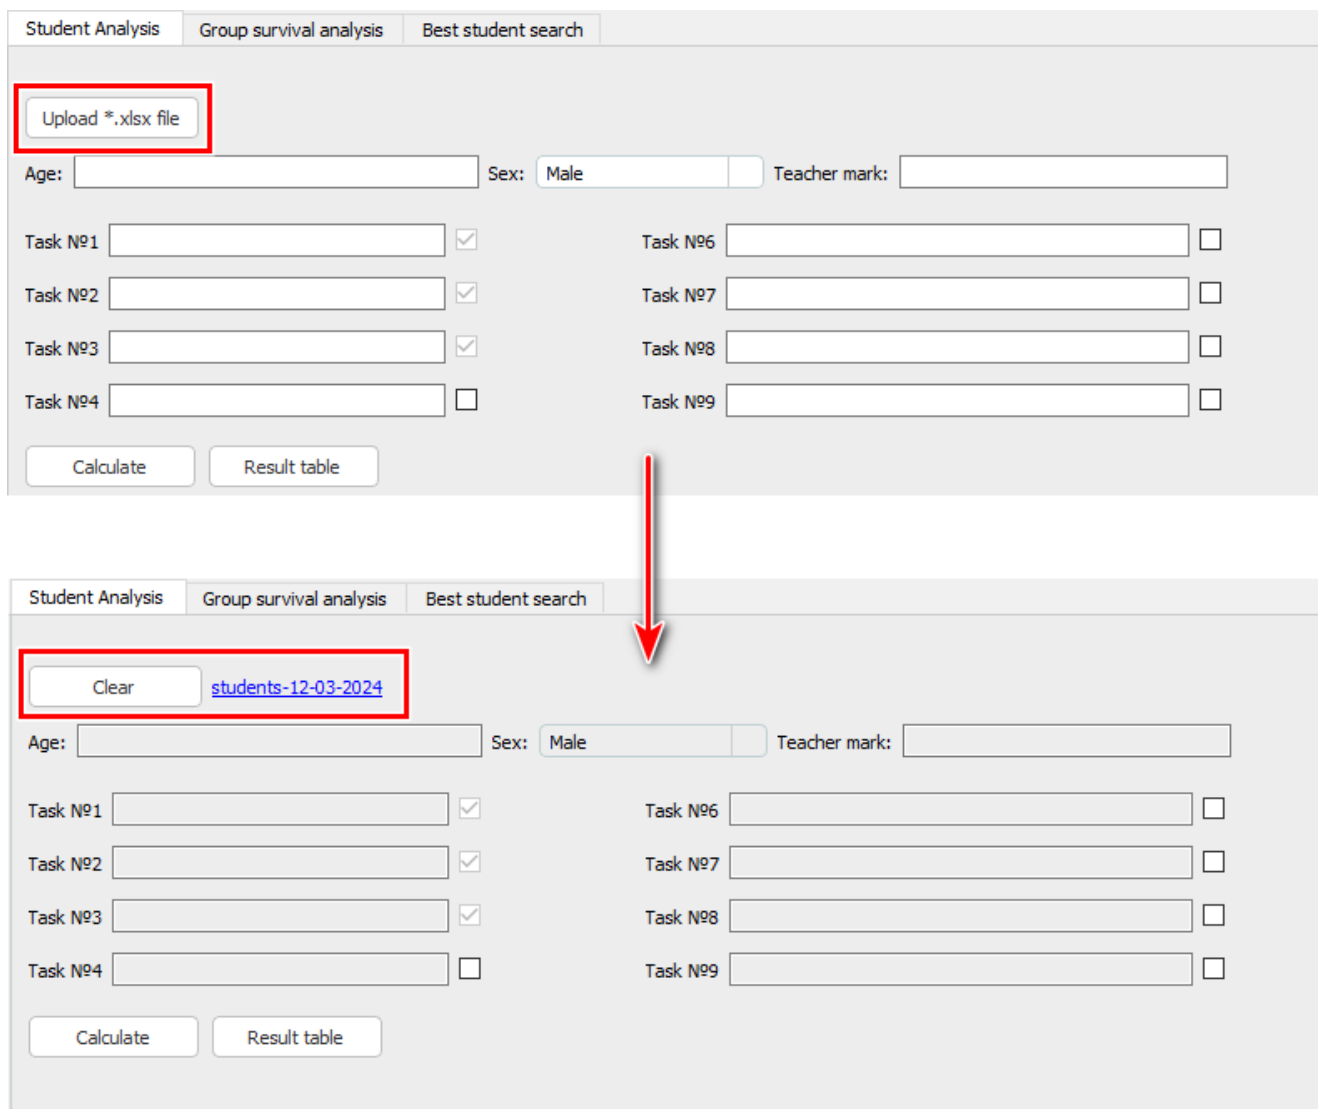 Student Analysis Group survival analysis Best student search
Upload *.xlsx file
Age: Sex: Male Teacher mark:
Task №1 Task №6
Task №2 Task №7
Task №3 Task №8
Task №4 Task №9
Calculate Result table
Student Analysis Group survival analysis Best student search
Clear students-12-03-2024
Age: Sex: Male Teacher mark:
Task №1 Task №6
Task №2 Task №7
Task №3 Task №8
Task №4 Task №9
Calculate Result table